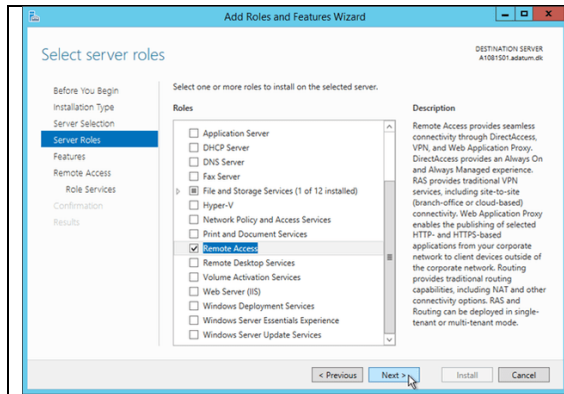 Add Roles and Features Wizard
Select server roles
DESTINATION SERVER
A1081501.adatum.dk
Before You Begin
Installation Type
Server Selection
Server Roles
Features
Remote Access
Role Services
Confirmation
Results
Select one or more roles to install on the selected server.
Roles
Application Server
DHCP Server
DNS Server
Fax Server
File and Storage Services (1 of 12 installed)
Hyper-V
Network Policy and Access Services
Print and Document Services
Remote Access
Remote Desktop Services
Volume Activation Services
Web Server (IIS)
Windows Deployment Services
Windows Server Essentials Experience
Windows Server Update Services
Description
Remote Access provides seamless
connectivity through DirectAccess,
VPN, and Web Application Proxy.
DirectAccess provides an Always On
and Always Managed experience.
RAS provides traditional VPN
services, including site-to-site
(branch-office or cloud-based)
connectivity. Web Application Proxy
enables the publishing of selected
HTTP- and HTTPS-based
applications from your corporate
network to client devices outside of
the corporate network. Routing
provides traditional routing
capabilities, including NAT and other
connectivity options. RAS and
Routing can be deployed in single-
tenant or multi-tenant mode.
< Previous
Next >
Install
Cancel